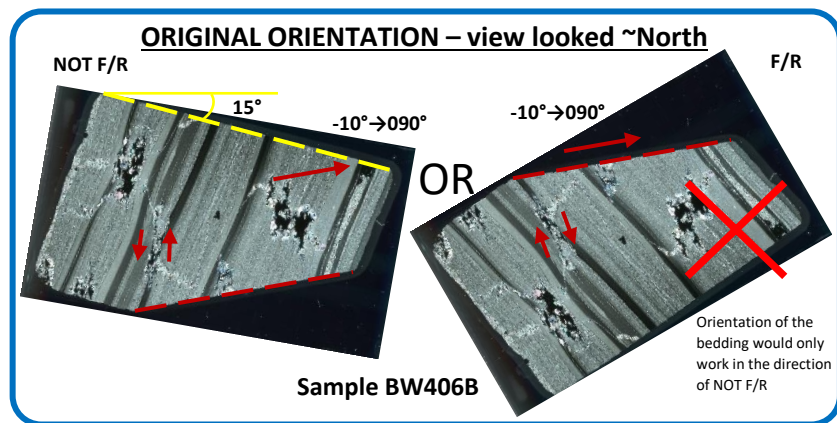 ORIGINAL ORIENTATION – view looked ~North
NOT F/R
F/R
15°
-10°→090°
-10°→090°
OR
Orientation of the
bedding would only
work in the direction
of NOT F/R
Sample BW406B